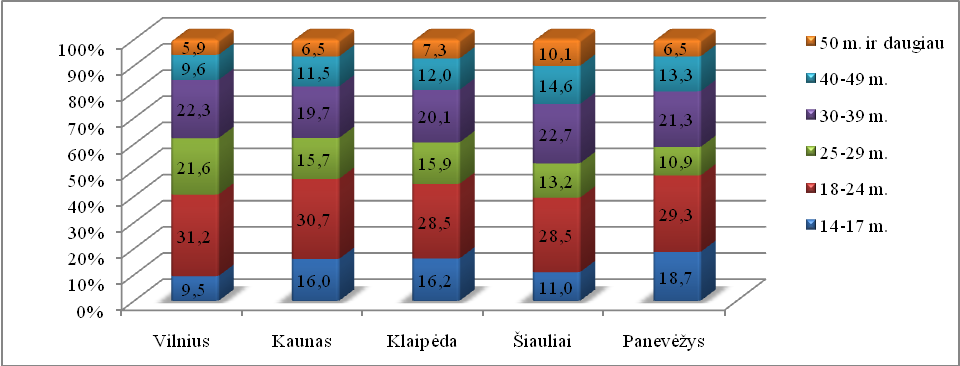 100%
90%
80%
70%
60%
50%
40%
30%
20%
10%
0%
5,9 6,5 7,3 10,1 6,5
9,6 11,5 12,0 14,6 13,3
22,3 19,7 20,1 22,7 21,3
21,6 15,7 15,9 13,2 10,9
31,2 30,7 28,5 28,5 29,3
9,5 16,0 16,2 11,0 18,7
Vilnius Kaunas Klaipėda Šiauliai Panevėžys
50 m. ir daugiau
40-49 m.
30-39 m.
25-29 m.
18-24 m.
14-17 m.